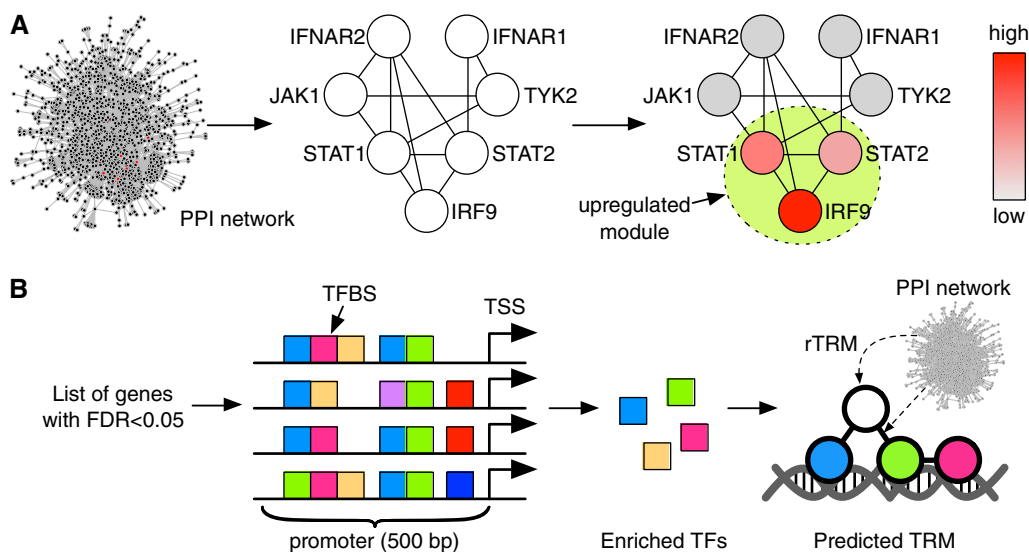 A
PPI network
IFNAR2
IFNAR1
JAK1
TYK2
STAT1
STAT2
IRF9
IFNAR2
IFNAR1
JAK1
TYK2
STAT1
STAT2
IRF9
upregulated
module
high
low
B
List of genes
with FDR<0.05
TFBS
TSS
promoter (500 bp)
Enriched TFs
PPI network
rTRM
Predicted TRM